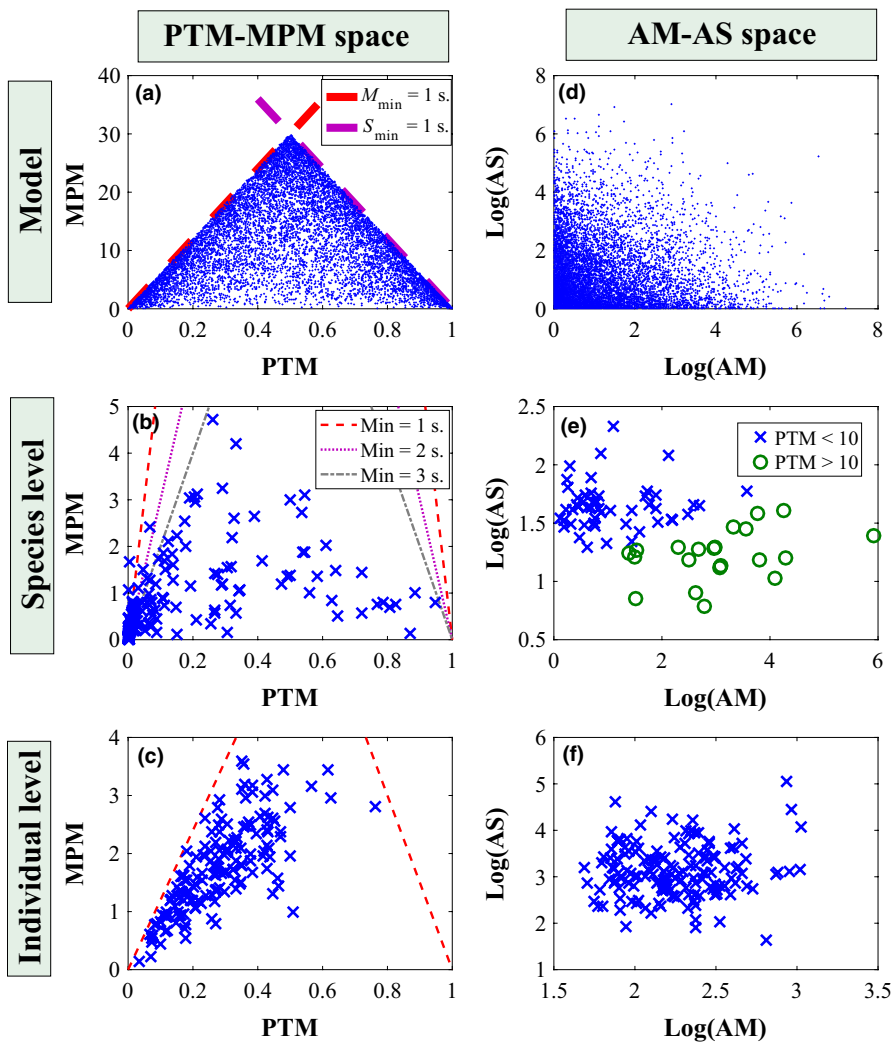 PTM-MPM space
AM-AS space
Model
(a)
40
30
20
10
0
MPM
M_min = 1 s.
S_min = 1 s.
0 0.2 0.4 0.6 0.8 1
PTM
(d)
8
6
4
2
0
Log(AS)
0 2 4 6 8
Log(AM)
Species level
(b)
5
4
3
2
1
0
MPM
Min = 1 s.
Min = 2 s.
Min = 3 s.
0 0.2 0.4 0.6 0.8 1
PTM
(e)
2.5
2
1.5
1
0.5
Log(AS)
PTM < 10
PTM > 10
0 2 4 6
Log(AM)
Individual level
(c)
4
3
2
1
0
MPM
0 0.2 0.4 0.6 0.8 1
PTM
(f)
6
5
4
3
2
1
Log(AS)
1.5 2 2.5 3 3.5
Log(AM)